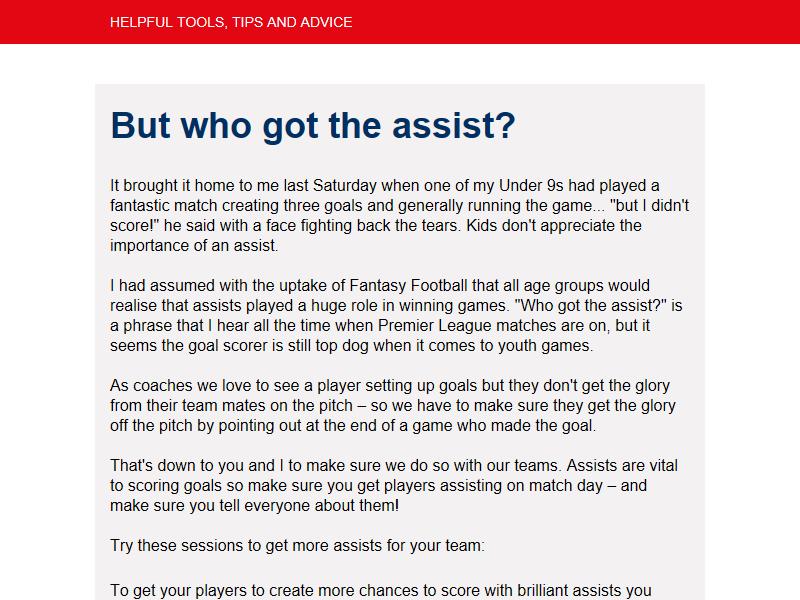 HELPFUL TOOLS, TIPS AND ADVICE
But who got the assist?
It brought it home to me last Saturday when one of my Under 9s had played a
fantastic match creating three goals and generally running the game... "but I didn't
score!" he said with a face fighting back the tears. Kids don't appreciate the
importance of an assist.
I had assumed with the uptake of Fantasy Football that all age groups would
realise that assists played a huge role in winning games. "Who got the assist?" is
a phrase that I hear all the time when Premier League matches are on, but it
seems the goal scorer is still top dog when it comes to youth games.
As coaches we love to see a player setting up goals but they don't get the glory
from their team mates on the pitch – so we have to make sure they get the glory
off the pitch by pointing out at the end of a game who made the goal.
That's down to you and I to make sure we do so with our teams. Assists are vital
to scoring goals so make sure you get players assisting on match day – and
make sure you tell everyone about them!
Try these sessions to get more assists for your team:
To get your players to create more chances to score with brilliant assists you